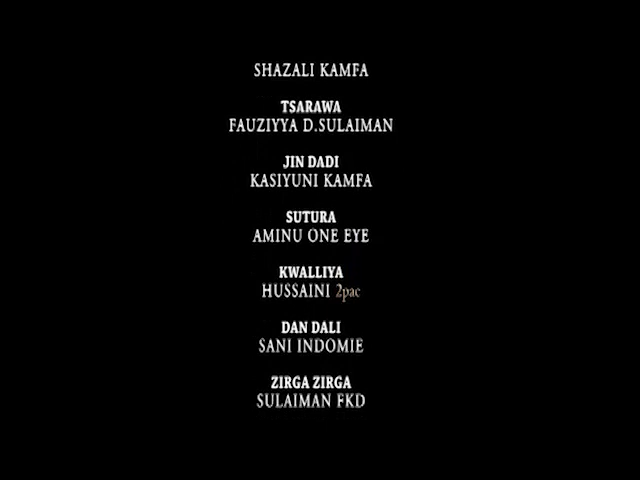 SHAZALI KAMFA
TSARAWA
FAUZIYYA D.SULAIMAN
JIN DADI
KASIYUNI KAMFA
SUTURA
AMINU ONE EYE
KWALLIYA
HUSSAINI 2pac
DAN DALI
SANI INDOMIE
ZIRGA ZIRGA
SULAIMAN FKD